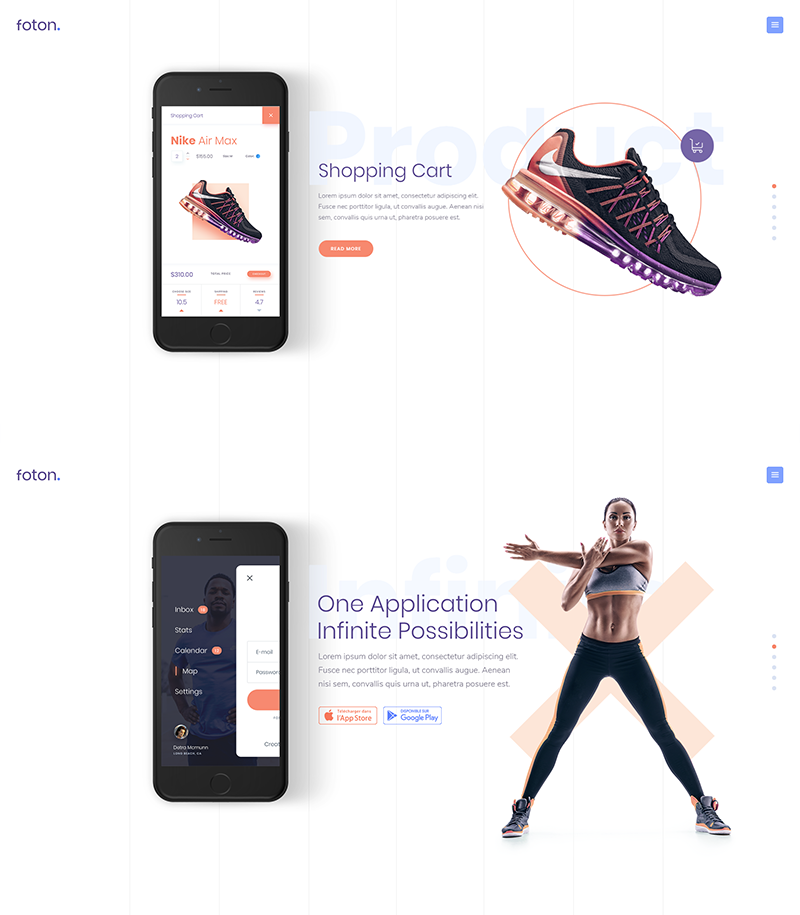 foton.
Shopping Cart
Nike Air Max
2
$155.00
Color
$310.00
TOTAL PRICE
10.5
FREE
4.7
Product
Shopping Cart
Lorem ipsum dolor sit amet, consectetur adipiscing elit.
Fusce nec porttitor ligula, ut convallis augue. Aenean nisi
sem, convallis quis urna ut, pharetra posuere est.
READ MORE
foton.
Inbox
Stats
Calendar
Map
Settings
Detra Mcmunn
LONG BEACH, CA
E-mail
Password
Creat
Infini
One Application
Infinite Possibilities
Lorem ipsum dolor sit amet, consectetur adipiscing elit.
Fusce nec porttitor ligula, ut convallis augue. Aenean
sem, convallis quis urna ut, pharetra posuere est.
Télécharger dans
l'App Store
DISPONIBLE SUR
Google Play